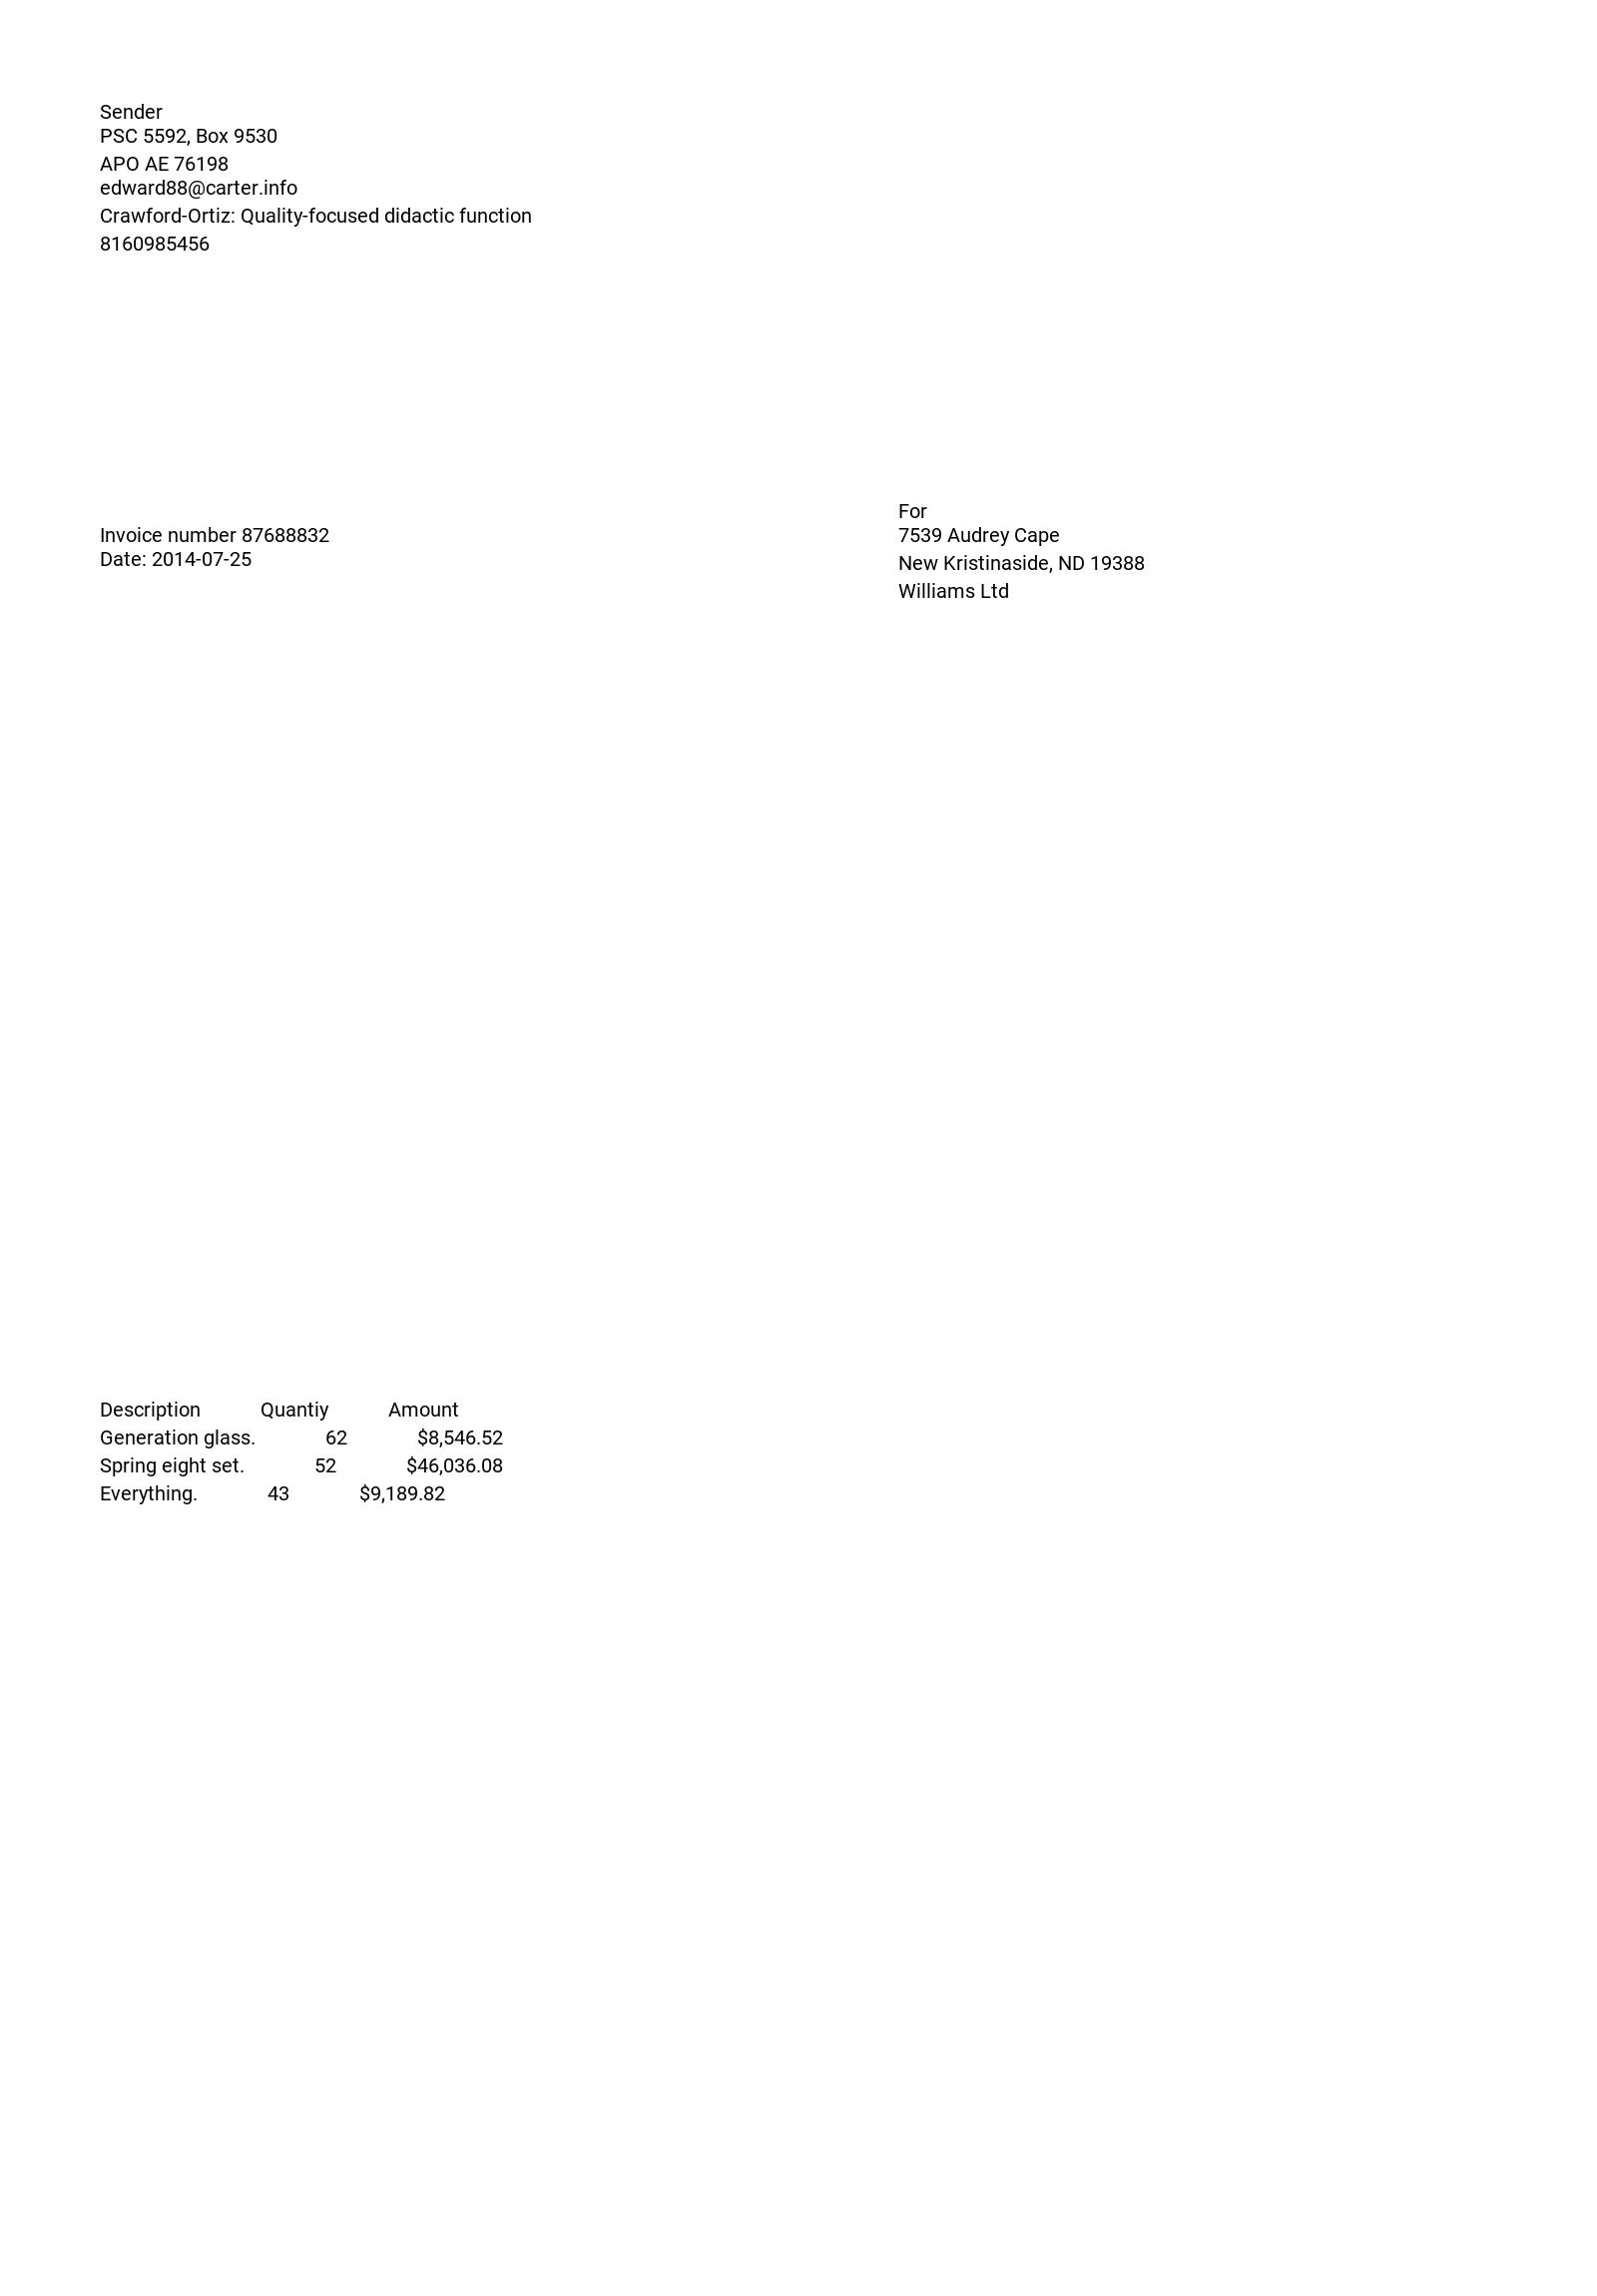 Sender
PSC 5592, Box 9530
APO AE 76198
edward88@carter.info
Crawford-Ortiz: Quality-focused didactic function
8160985456
Invoice number 87688832
Date: 2014-07-25
For
7539 Audrey Cape
New Kristinaside, ND 19388
Williams Ltd
Description Quantiy Amount
Generation glass. 62 $8,546.52
Spring eight set. 52 $46,036.08
Everything. 43 $9,189.82